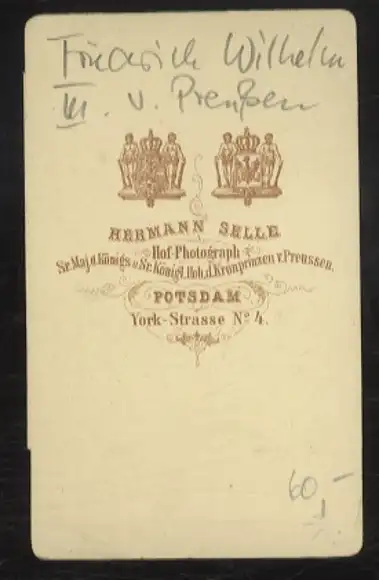 Friedrich Wilhelm
III. v. Preußen
HERMANN SELLE
Hof-Photograph
Sr. Maj. d. Königs u. Sr. Königl. Hoh. d. Kronprinzen v. Preussen.
POTSDAM
York-Strasse No. 4.
60,-